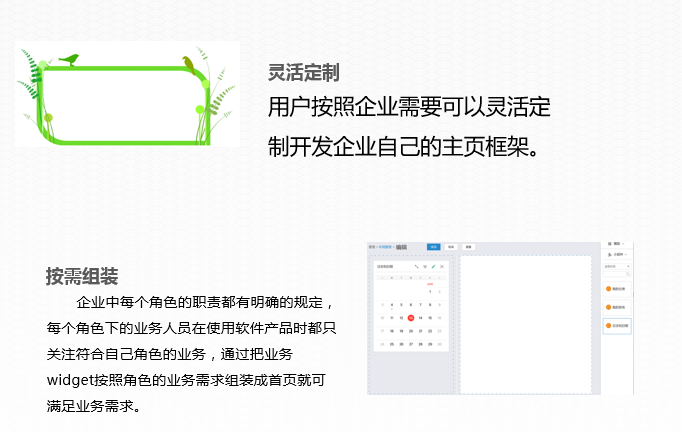 灵活定制
用户按照企业需要可以灵活定
制开发企业自己的主页框架。
按需组装
企业中每个角色的职责都有明确的规定，
每个角色下的业务人员在使用软件产品时都只
关注符合自己角色的业务，通过把业务
widget按照角色的业务需求组装成首页就可
满足业务需求。
编辑